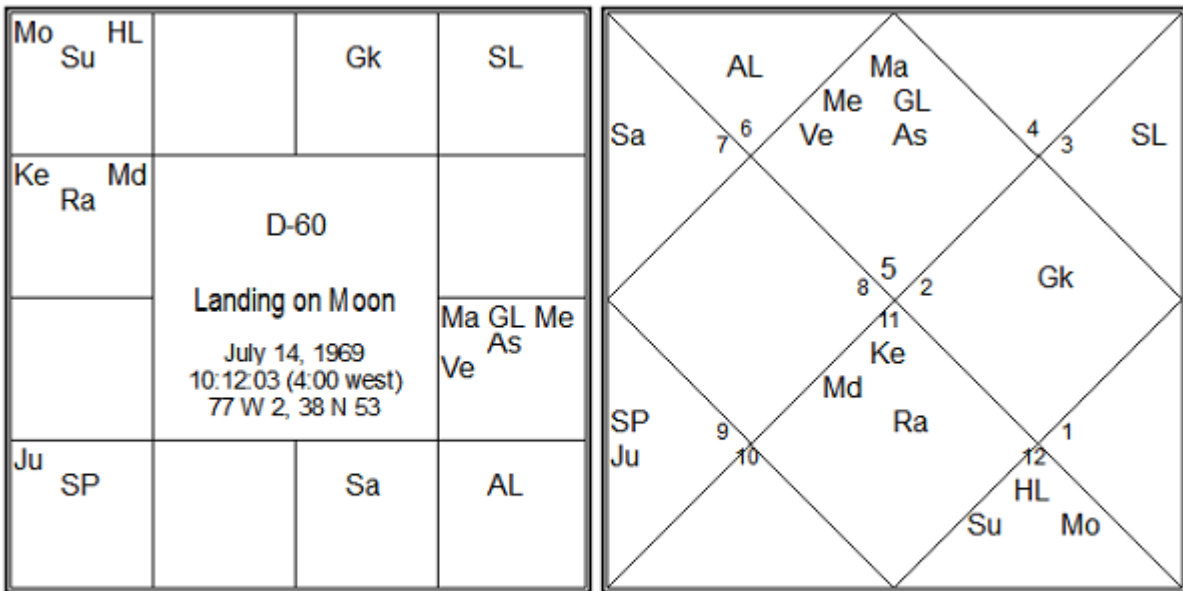 Mo HL
Su
Gk
SL
Ke Md
Ra
D-60
Landing on Moon
July 14, 1969
10:12:03 (4:00 west)
77 W 2, 38 N 53
Ma GL Me
As
Ve
Ju
SP
Sa
AL
AL
Ma
Me GL
Ve As
Sa
7 6
4 3
SL
5
8 2
Gk
11
Ke
Md
Ra
SP
Ju
9
10
1
12
HL
Su Mo